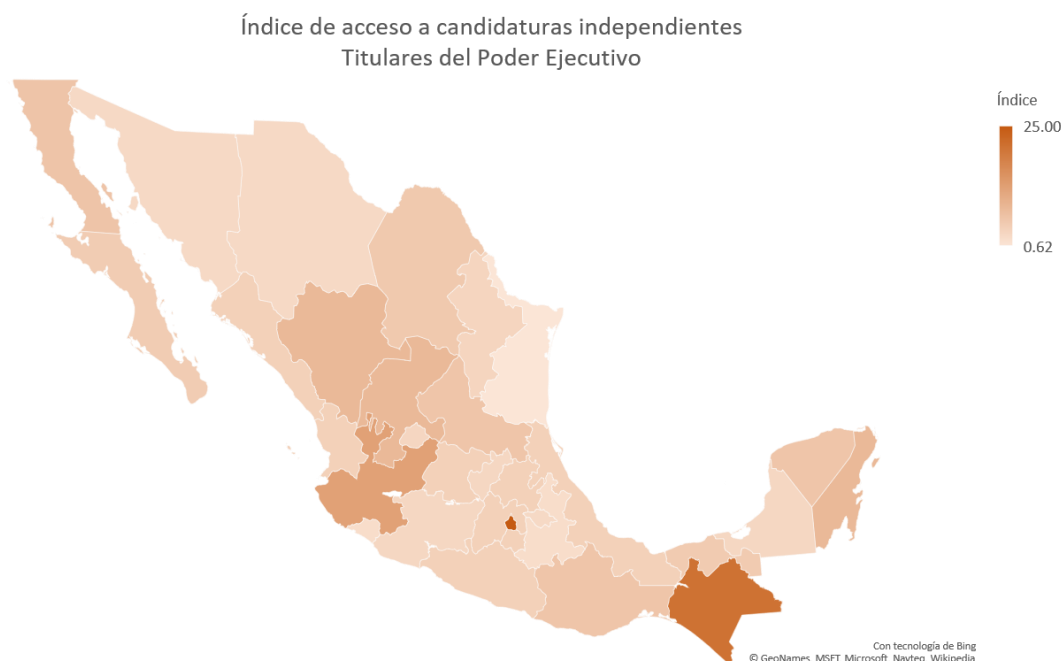 Índice de acceso a candidaturas independientes
Titulares del Poder Ejecutivo
Índice
25.00
0.62
Con tecnología de Bing
© GeoNames, MSFT, Microsoft, Navteq, Wikipedia